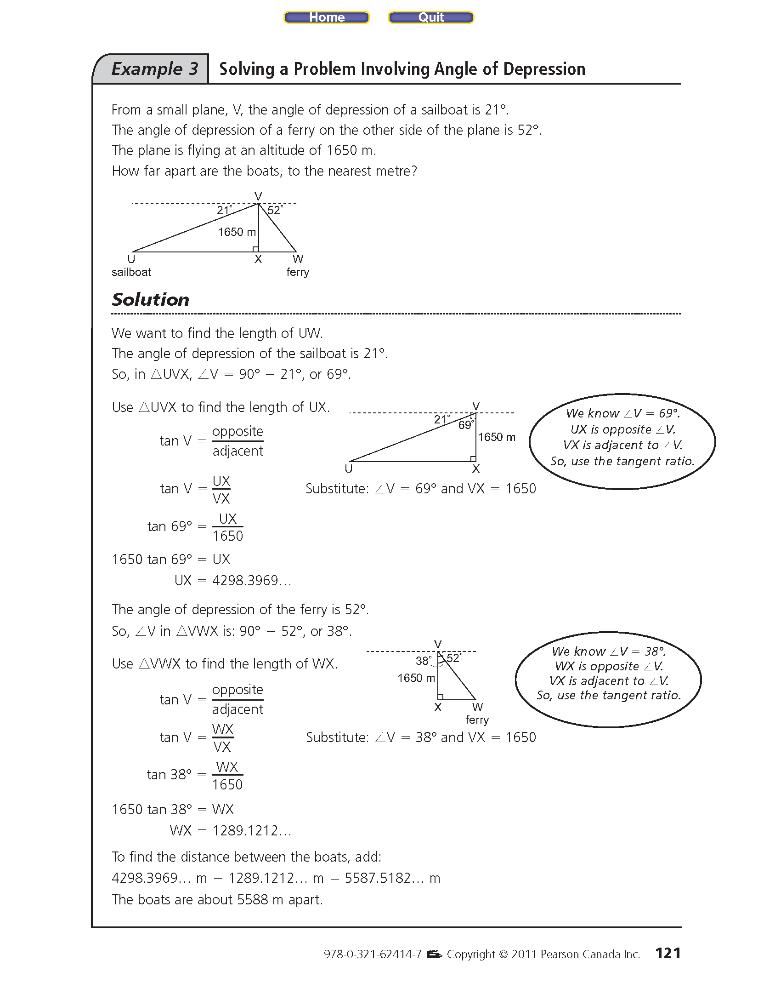 Home Quit
Example 3 Solving a Problem Involving Angle of Depression
From a small plane, V, the angle of depression of a sailboat is 21°.
The angle of depression of a ferry on the other side of the plane is 52°.
The plane is flying at an altitude of 1650 m.
How far apart are the boats, to the nearest metre?
V
21° 52°
1650 m
U X W
sailboat ferry
Solution
We want to find the length of UW.
The angle of depression of the sailboat is 21°.
So, in △UVX, ∠V = 90° − 21°, or 69°.
Use △UVX to find the length of UX.
tan V = opposite/adjacent
V
21° 69°
1650 m
U X
We know ∠V = 69°.
UX is opposite ∠V.
VX is adjacent to ∠V.
So, use the tangent ratio.
tan V = UX/VX Substitute: ∠V = 69° and VX = 1650
tan 69° = UX/1650
1650 tan 69° = UX
UX = 4298.3969…
The angle of depression of the ferry is 52°.
So, ∠V in △VWX is: 90° − 52°, or 38°.
Use △VWX to find the length of WX.
V
38° 52°
1650 m
X W
ferry
We know ∠V = 38°.
WX is opposite ∠V.
VX is adjacent to ∠V.
So, use the tangent ratio.
tan V = opposite/adjacent
tan V = WX/VX Substitute: ∠V = 38° and VX = 1650
tan 38° = WX/1650
1650 tan 38° = WX
WX = 1289.1212…
To find the distance between the boats, add:
4298.3969… m + 1289.1212… m = 5587.5182… m
The boats are about 5588 m apart.
978-0-321-62414-7 Copyright © 2011 Pearson Canada Inc. 121